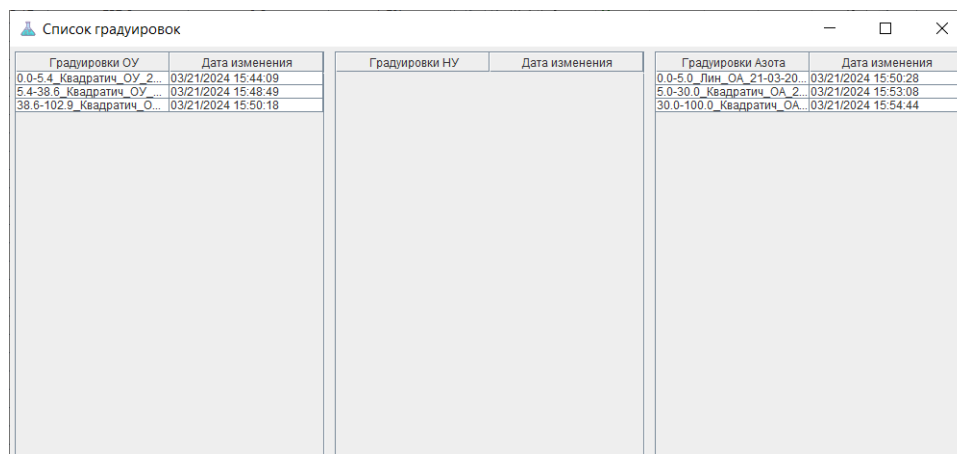 Список градуировок
Градуировки ОУ Дата изменения Градуировки НУ Дата изменения Градуировки Азота Дата изменения
0.0-5.4_Квадратич_ОУ_2... 03/21/2024 15:44:09 0.0-5.0_Лин_ОА_21-03-20... 03/21/2024 15:50:28
5.4-38.6_Квадратич_ОУ_... 03/21/2024 15:48:49 5.0-30.0_Квадратич_ОА_2... 03/21/2024 15:53:08
38.6-102.9_Квадратич_О... 03/21/2024 15:50:18 30.0-100.0_Квадратич_ОА... 03/21/2024 15:54:44